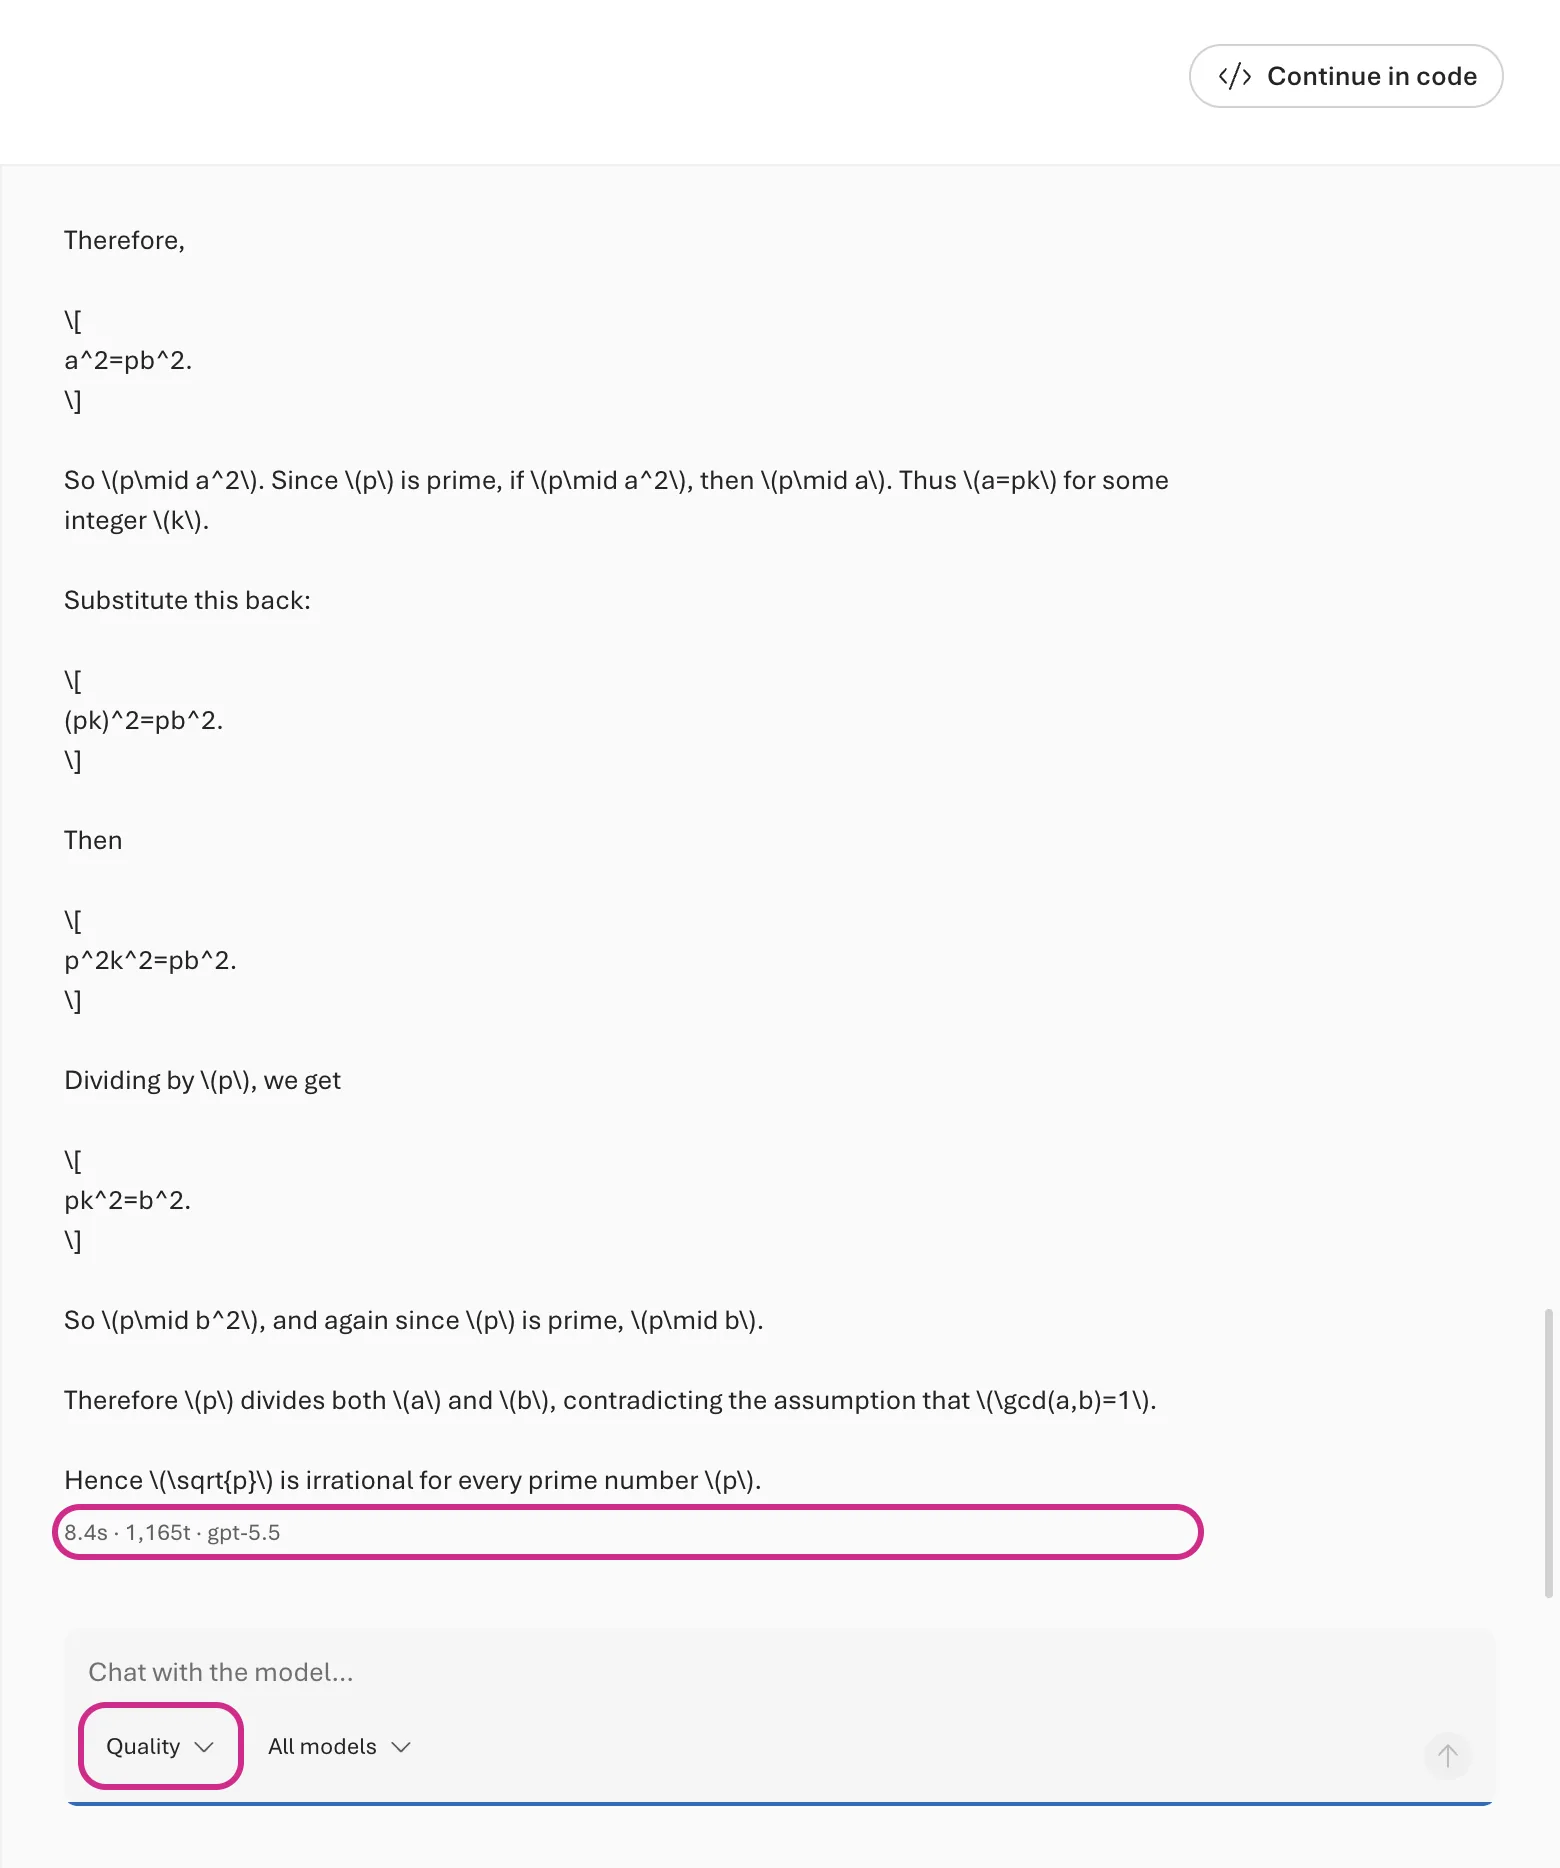 Continue in code
Therefore,
\[
a^2=pb^2.
\]
So \(p\mid a^2\). Since \(p\) is prime, if \(p\mid a^2\), then \(p\mid a\). Thus \(a=pk\) for some
integer \(k\).
Substitute this back:
\[
(pk)^2=pb^2.
\]
Then
\[
p^2k^2=pb^2.
\]
Dividing by \(p\), we get
\[
pk^2=b^2.
\]
So \(p\mid b^2\), and again since \(p\) is prime, \(p\mid b\).
Therefore \(p\) divides both \(a\) and \(b\), contradicting the assumption that \(\gcd(a,b)=1\).
Hence \(\sqrt{p}\) is irrational for every prime number \(p\).
8.4s · 1,165t · gpt-5.5
Chat with the model...
Quality All models